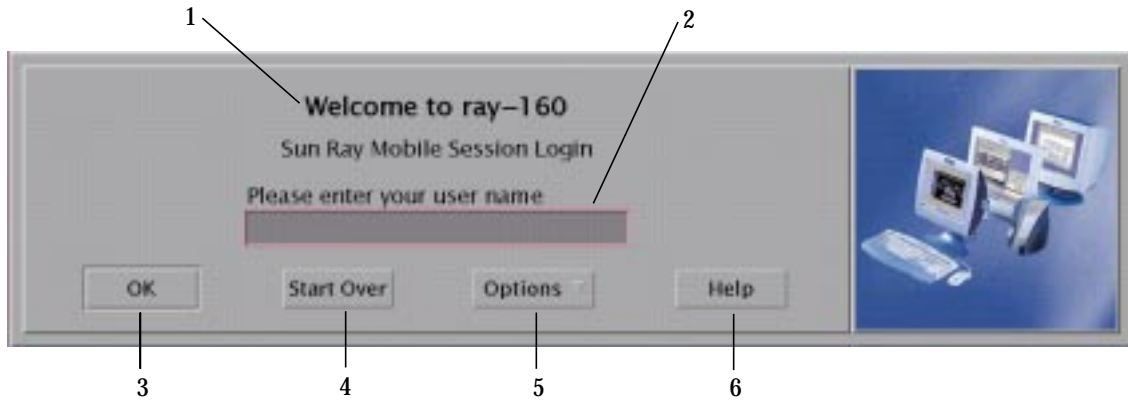 1 2
Welcome to ray–160
Sun Ray Mobile Session Login
Please enter your user name
OK Start Over Options Help
3 4 5 6